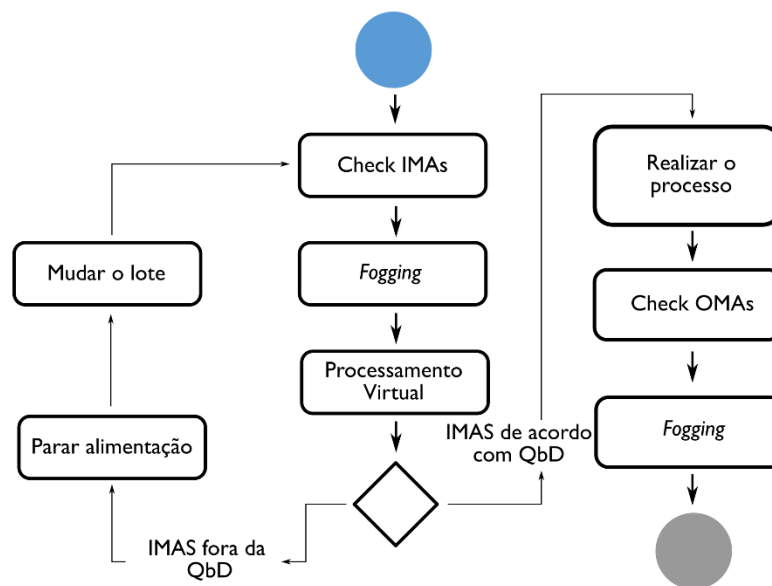 Check IMAs
Fogging
Processamento
Virtual
IMAS fora da
QbD
Parar alimentação
Mudar o lote
IMAS de acordo
com QbD
Realizar o
processo
Check OMAs
Fogging